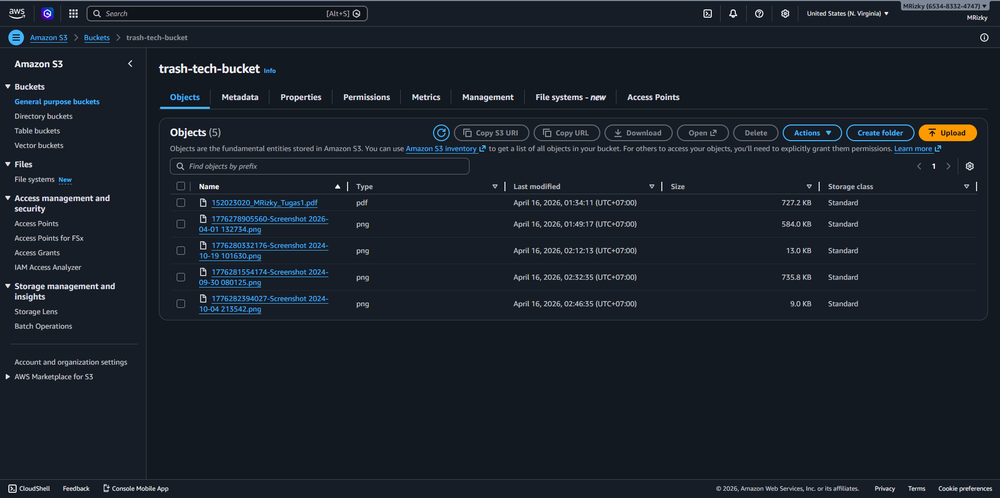 aws
Search
[Alt+S]
United States (N. Virginia)
MRizky (6534-8332-4747)
MRizky
Amazon S3
Buckets
trash-tech-bucket
Amazon S3
Buckets
General purpose buckets
Directory buckets
Table buckets
Vector buckets
Files
File systems New
Access management and
security
Access Points
Access Points for FSx
Access Grants
IAM Access Analyzer
Storage management and
insights
Storage Lens
Batch Operations
Account and organization settings
AWS Marketplace for S3
trash-tech-bucket Info
Objects Metadata Properties Permissions Metrics Management File systems - new Access Points
Objects (5)
Copy S3 URI Copy URL Download Open Delete Actions Create folder Upload
Objects are the fundamental entities stored in Amazon S3. You can use Amazon S3 inventory to get a list of all objects in your bucket. For others to access your objects, you'll need to explicitly grant them permissions. Learn more
Find objects by prefix
1
Name Type Last modified Size Storage class
152023020_MRizky_Tugas1.pdf pdf April 16, 2026, 01:34:11 (UTC+07:00) 727.2 KB Standard
1776278905560-Screenshot 2026-
04-01 132734.png png April 16, 2026, 01:49:17 (UTC+07:00) 584.0 KB Standard
1776280332176-Screenshot 2024-
10-19 101630.png png April 16, 2026, 02:12:13 (UTC+07:00) 13.0 KB Standard
1776281554174-Screenshot 2024-
09-30 080125.png png April 16, 2026, 02:32:35 (UTC+07:00) 735.8 KB Standard
1776282394027-Screenshot 2024-
10-04 213542.png png April 16, 2026, 02:46:35 (UTC+07:00) 9.0 KB Standard
CloudShell Feedback Console Mobile App
© 2026, Amazon Web Services, Inc. or its affiliates. Privacy Terms Cookie preferences